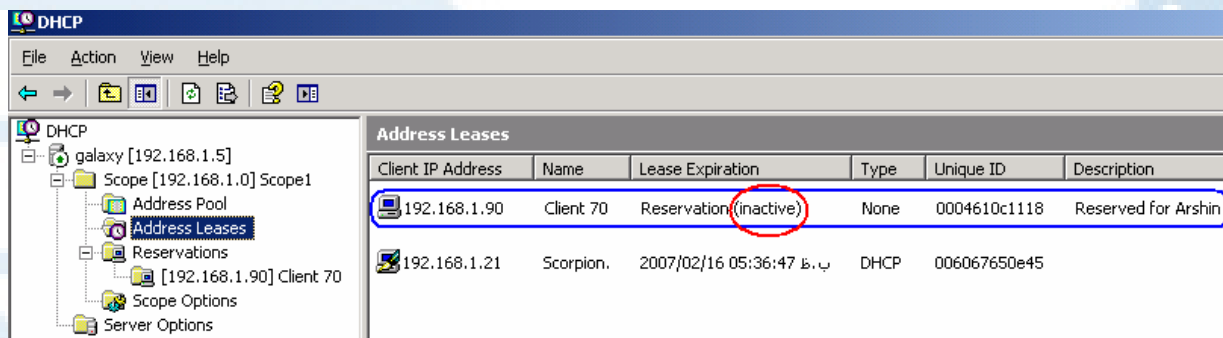 DHCP
File Action View Help
DHCP
galaxy [192.168.1.5]
Scope [192.168.1.0] Scope1
Address Pool
Address Leases
Reservations
[192.168.1.90] Client 70
Scope Options
Server Options
Address Leases
Client IP Address Name Lease Expiration Type Unique ID Description
192.168.1.90 Client 70 Reservation (inactive) None 0004610c1118 Reserved for Arshin
192.168.1.21 Scorpion. 2007/02/16 05:36:47 ب.ظ DHCP 006067650e45